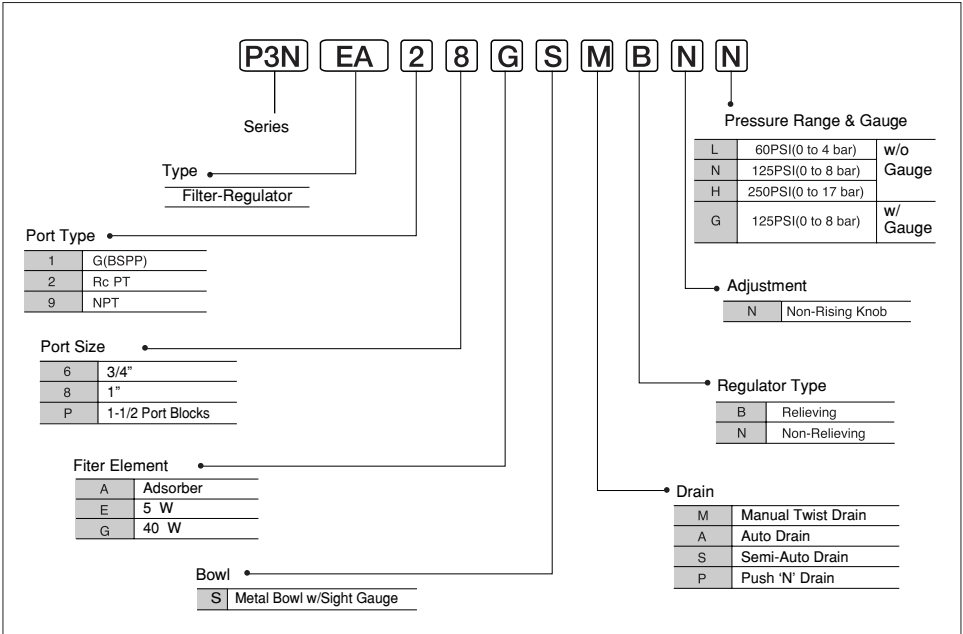 P3N EA 2 8 G S M B N N
Series
Type
Filter-Regulator
Port Type
1 G(BSPP)
2 Rc PT
9 NPT
Port Size
6 3/4”
8 1”
P 1-1/2 Port Blocks
Fiter Element
A Adsorber
E 5 W
G 40 W
Bowl
S Metal Bowl w/Sight Gauge
Pressure Range & Gauge
L 60PSI(0 to 4 bar) w/o
N 125PSI(0 to 8 bar) Gauge
H 250PSI(0 to 17 bar)
G 125PSI(0 to 8 bar) w/
Gauge
Adjustment
N Non-Rising Knob
Regulator Type
B Relieving
N Non-Relieving
Drain
M Manual Twist Drain
A Auto Drain
S Semi-Auto Drain
P Push ‘N’ Drain